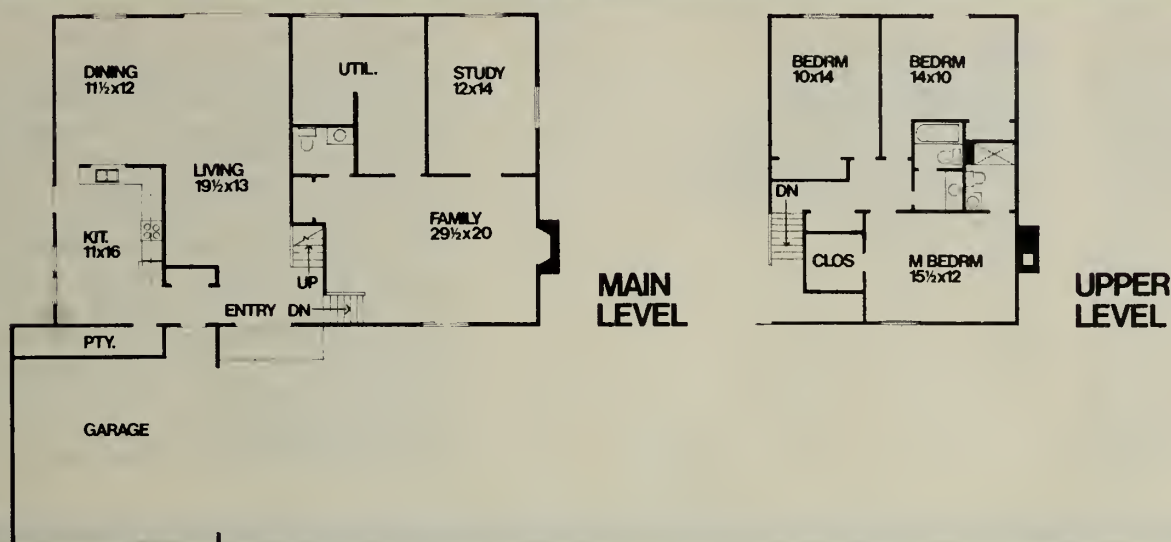 DINING
11½x12
UTIL.
STUDY
12x14
LIVING
19½x13
KIT.
11x16
FAMILY
29½x20
UP
ENTRY DN
PTY.
GARAGE
MAIN
LEVEL
BEDRM
10x14
BEDRM
14x10
DN
CLOS
M BEDRM
15½x12
UPPER
LEVEL